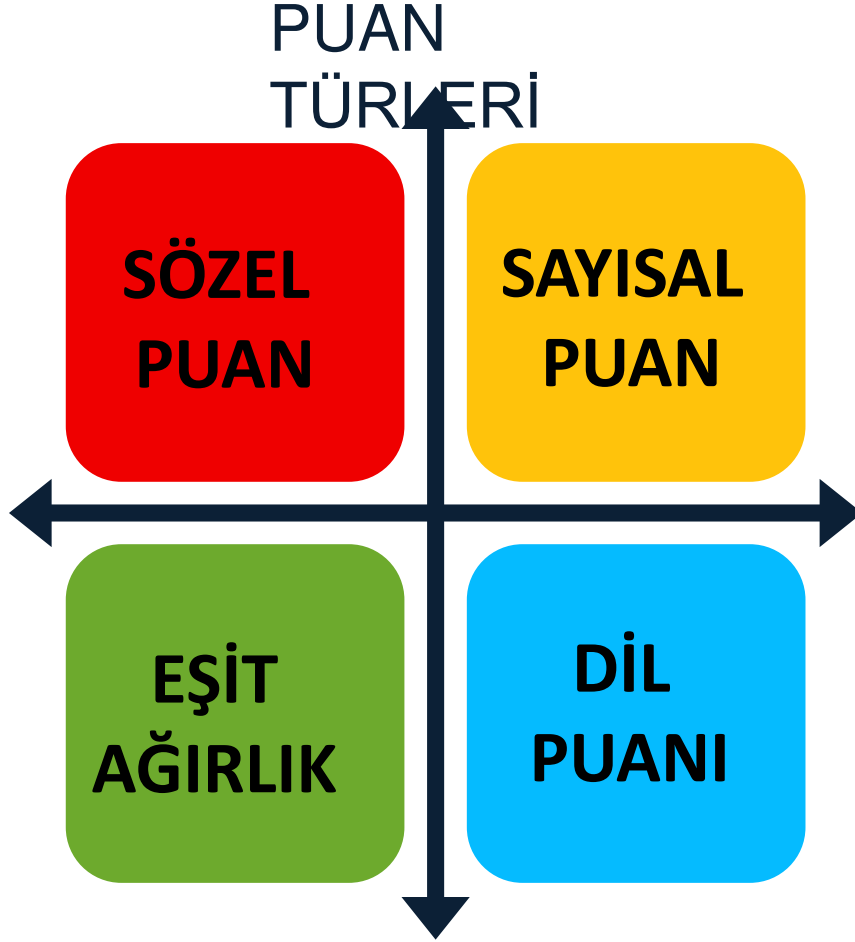 PUAN
TÜRLERİ
SÖZEL
PUAN
SAYISAL
PUAN
EŞİT
AĞIRLIK
DİL
PUANI